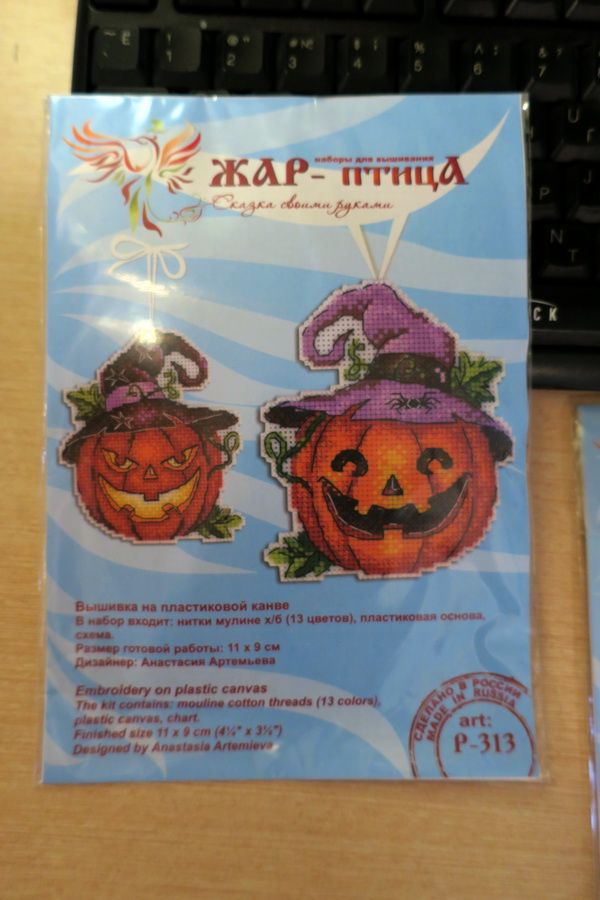 наборы для вышивания
ЖАР-ПТИЦА
Сказка своими руками
Вышивка на пластиковой канве
В набор входит: нитки мулине х/б (13 цветов), пластиковая основа,
схема.
Размер готовой работы: 11 х 9 см
Дизайнер: Анастасия Артемьева
Embroidery on plastic canvas
The kit contains: mouline cotton threads (13 colors),
plastic canvas, chart.
Finished size 11 x 9 cm (4¼" x 3½")
Designed by Anastasia Artemieva
СДЕЛАНО В РОССИИ
MADE IN RUSSIA
art:
Р-313